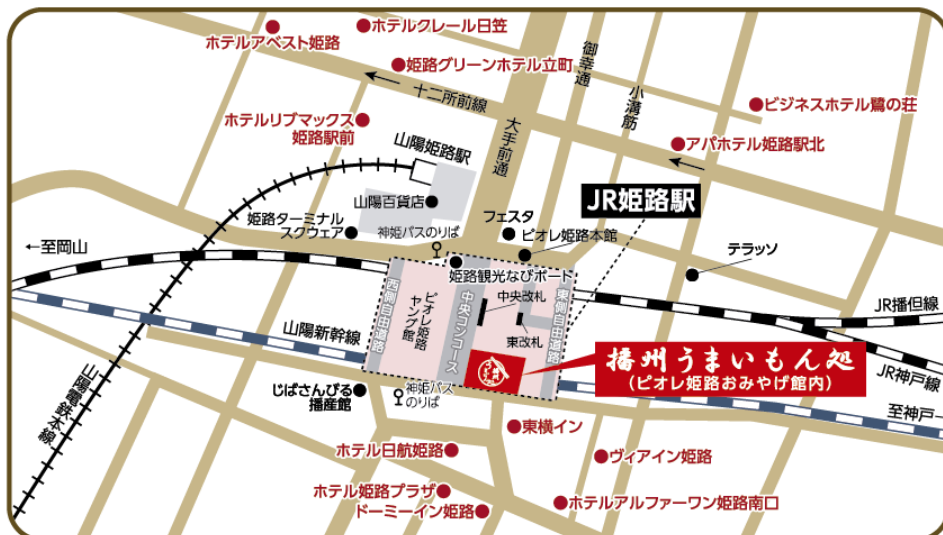 ホテルクレール日笠
ホテルアベスト姫路
姫路グリーンホテル立町
御幸通
小溝筋
十二所前線
ビジネスホテル鷺の荘
ホテルリブマックス
姫路駅前
大手前通
アパホテル姫路駅北
山陽姫路駅
山陽百貨店
JR姫路駅
フェスタ
姫路ターミナル
スクウェア
神姫バスのりば
ピオレ姫路本館
テラッソ
←至岡山
姫路観光なびポート
西側自由通路
ピオレ姫路
ヤング館
中央コンコース
中央改札
東改札
東側自由通路
JR播但線
山陽新幹線
播州うまいもん処
(ピオレ姫路おみやげ館内)
JR神戸線
山陽電鉄本線
じばさんびる
播産館
神姫バス
のりば
至神戸→
東横イン
ホテル日航姫路
ヴィアイン姫路
ホテル姫路プラザ
ドーミーイン姫路
ホテルアルファーワン姫路南口